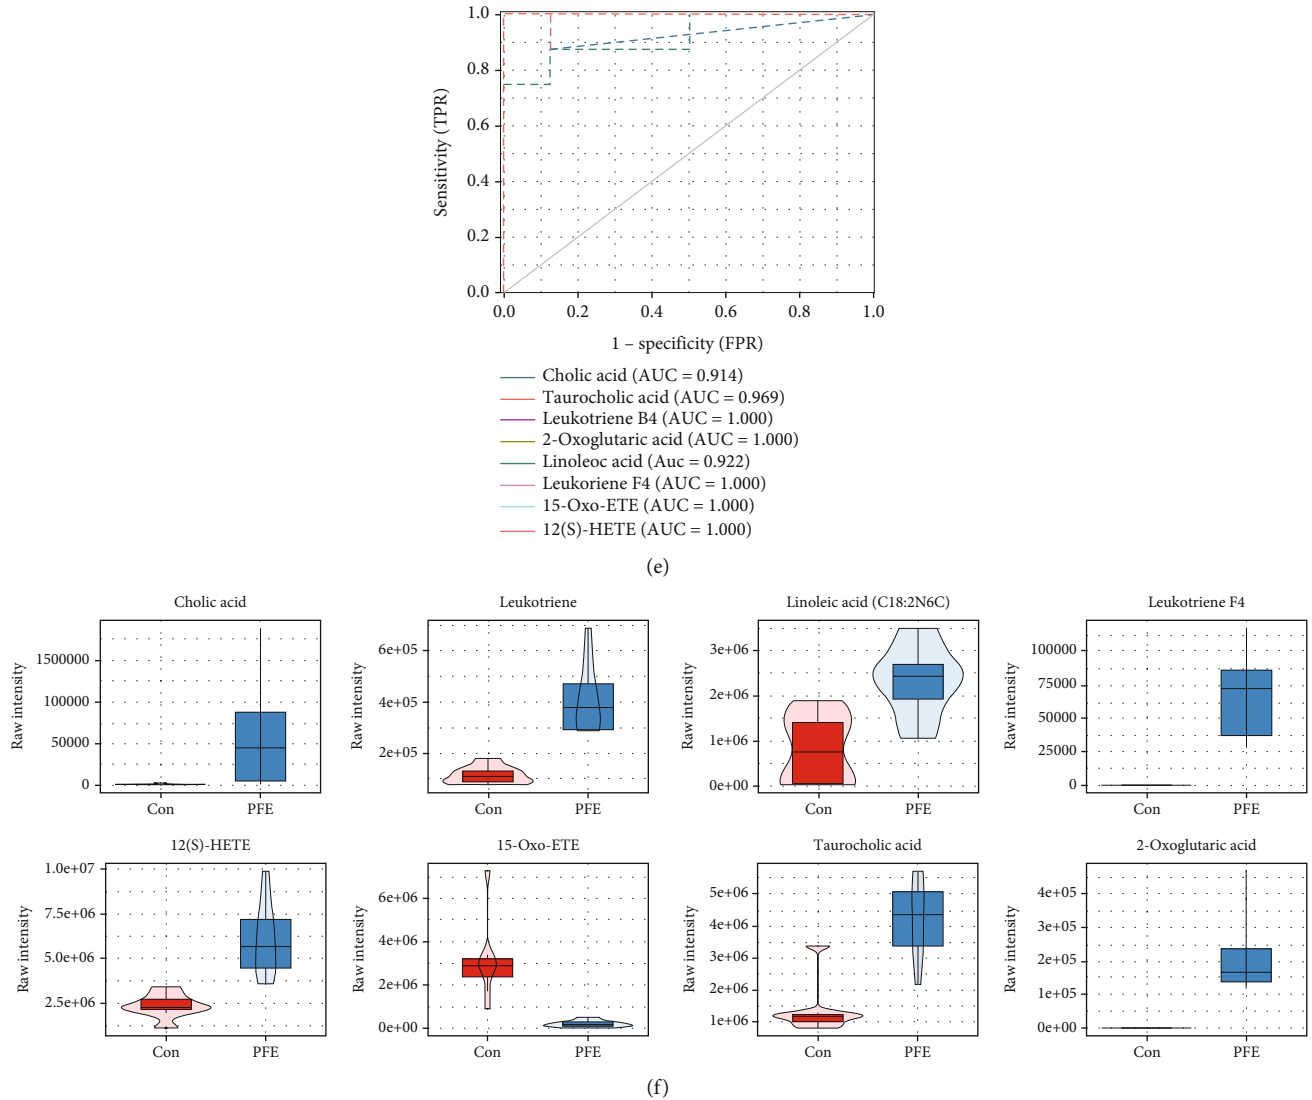 1.0
0.8
0.6
0.4
0.2
0.0
Sensitivity (TPR)
0.0 0.2 0.4 0.6 0.8 1.0
1 – specificity (FPR)
Cholic acid (AUC = 0.914)
Taurocholic acid (AUC = 0.969)
Leukotriene B4 (AUC = 1.000)
2-Oxoglutaric acid (AUC = 1.000)
Linoleoc acid (Auc = 0.922)
Leukoriene F4 (AUC = 1.000)
15-Oxo-ETE (AUC = 1.000)
12(S)-HETE (AUC = 1.000)
(e)
Cholic acid
Raw intensity
1500000
100000
50000
0
Con PFE
Leukotriene
Raw intensity
6e+05
4e+05
2e+05
Con PFE
Linoleic acid (C18:2N6C)
Raw intensity
3e+06
2e+06
1e+06
0e+00
Con PFE
Leukotriene F4
Raw intensity
100000
75000
50000
25000
0
Con PFE
12(S)-HETE
Raw intensity
1.0e+07
7.5e+06
5.0e+06
2.5e+06
Con PFE
15-Oxo-ETE
Raw intensity
6e+06
4e+06
2e+06
0e+00
Con PFE
Taurocholic acid
Raw intensity
5e+06
4e+06
3e+06
2e+06
1e+06
Con PFE
2-Oxoglutaric acid
Raw intensity
4e+05
3e+05
2e+05
1e+05
0e+00
Con PFE
(f)